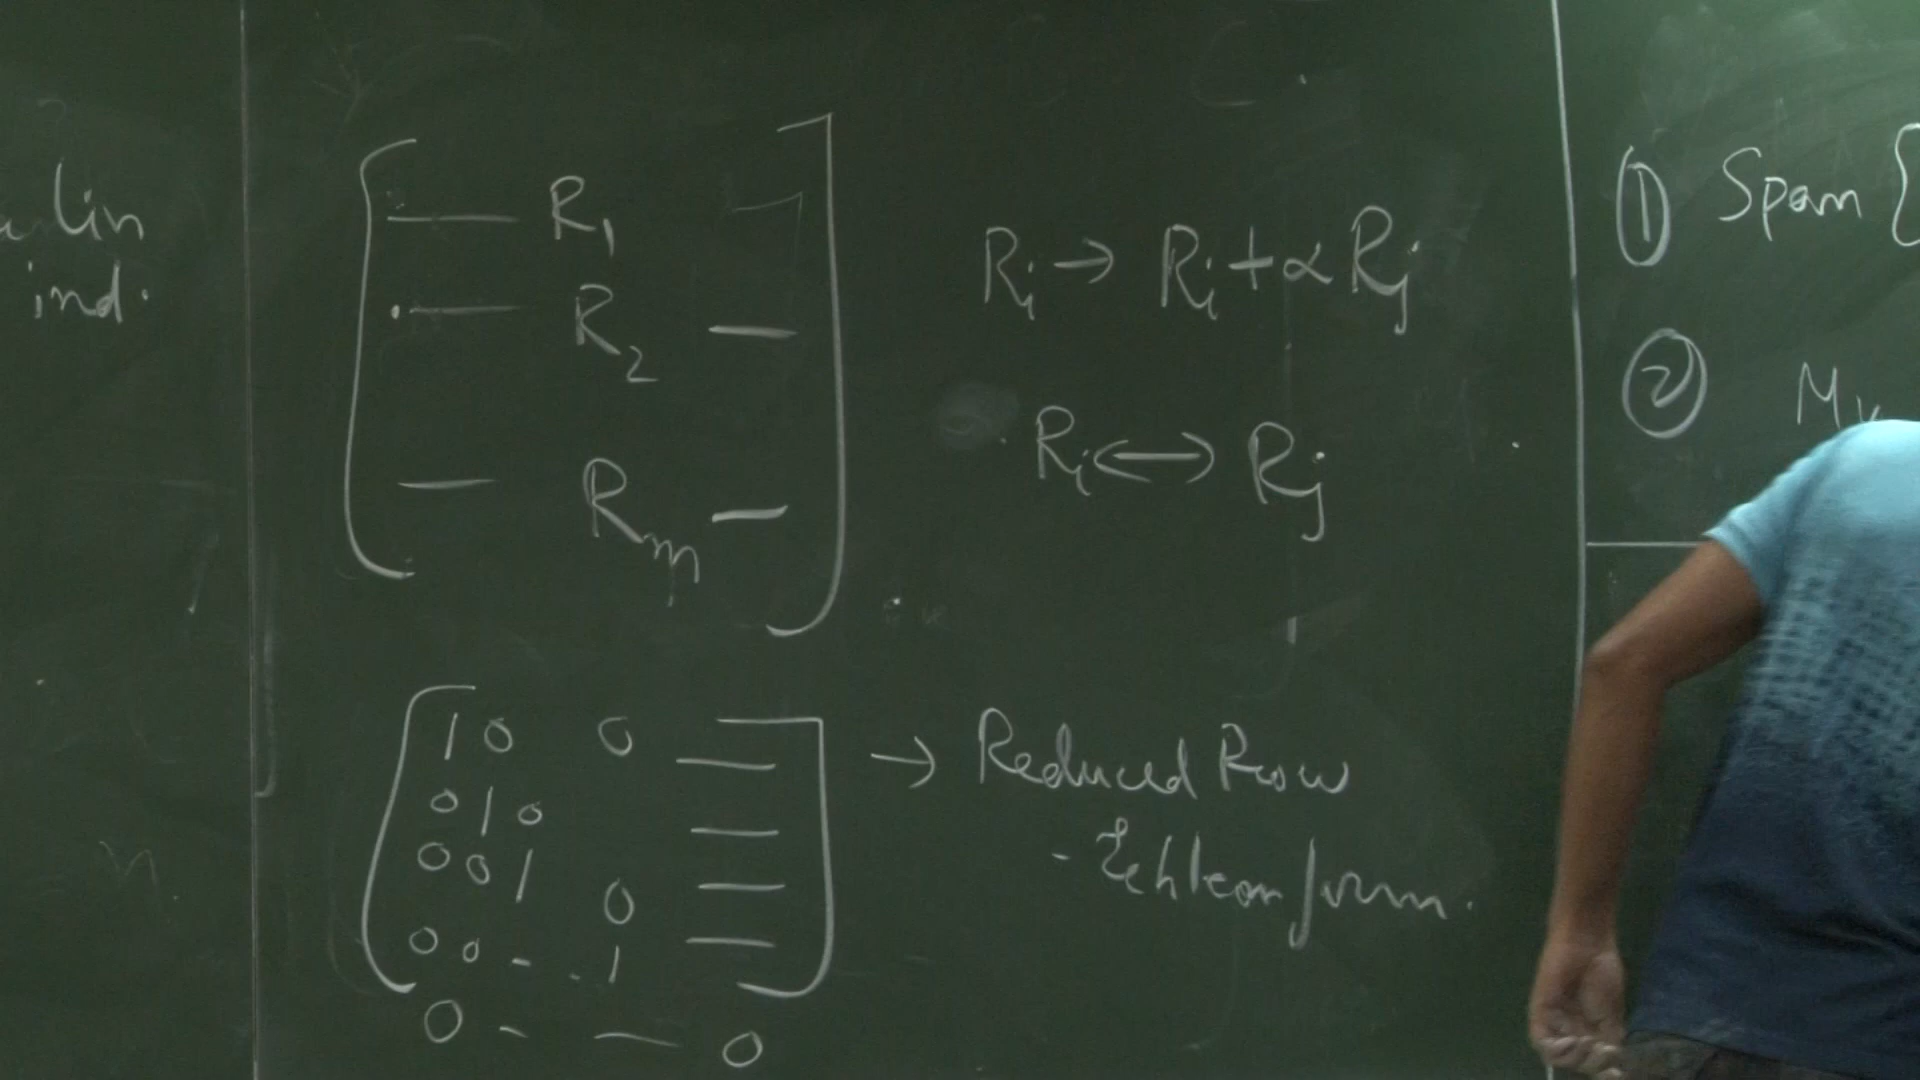 lin
ind.
— R₁
— R₂ —
— Rₘ —
Rᵢ → Rᵢ + α Rⱼ
Rᵢ ↔ Rⱼ
1 0 0 —
0 1 0 —
0 0 1 0 —
0 0 - - 1 —
0 - — 0
→ Reduced Row
- Echleon form.
① Span {
②